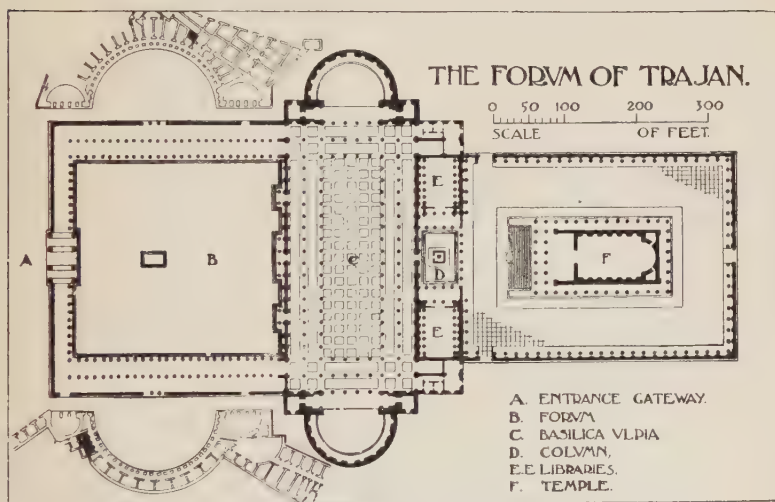 THE FORVM OF TRAJAN.
0 50 100 200 300
SCALE OF FEET.
E
A
B
C
D
F
E
A. ENTRANCE GATEWAY.
B. FORVM
C. BASILICA VLPIA
D. COLVMN,
E.E LIBRARIES.
F. TEMPLE.